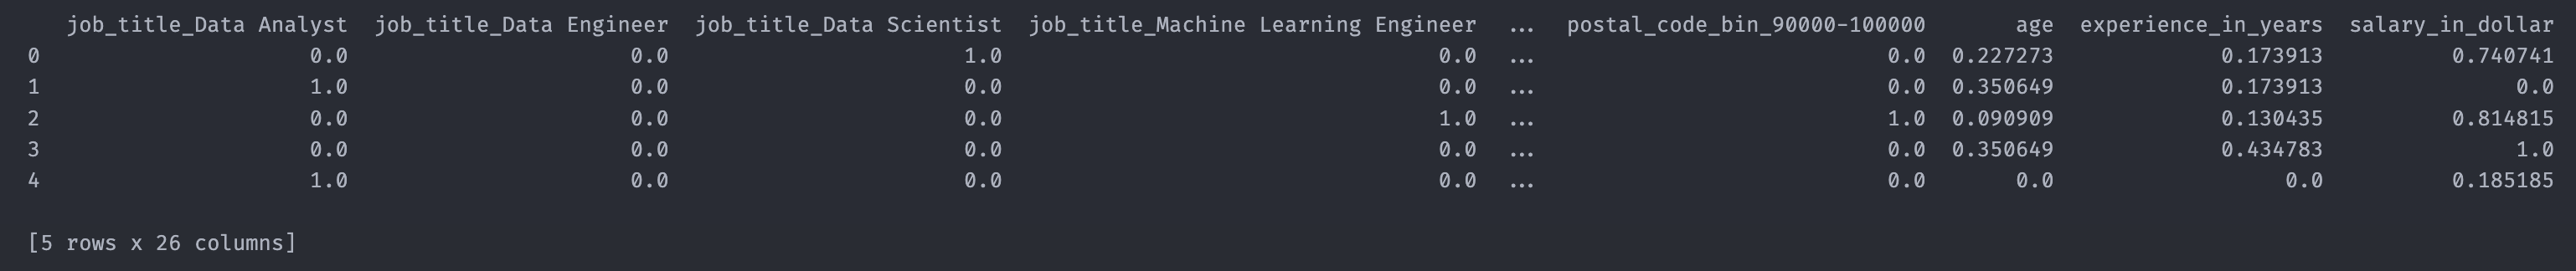 job_title_Data Analyst  job_title_Data Engineer  job_title_Data Scientist  job_title_Machine Learning Engineer  ...  postal_code_bin_90000-100000  age  experience_in_years  salary_in_dollar
0  0.0  0.0  1.0  0.0  ...  0.0  0.227273  0.173913  0.740741
1  1.0  0.0  0.0  0.0  ...  0.0  0.350649  0.173913  0.0
2  0.0  0.0  0.0  1.0  ...  1.0  0.090909  0.130435  0.814815
3  0.0  0.0  0.0  0.0  ...  0.0  0.350649  0.434783  1.0
4  1.0  0.0  0.0  0.0  ...  0.0  0.0  0.0  0.185185
[5 rows x 26 columns]